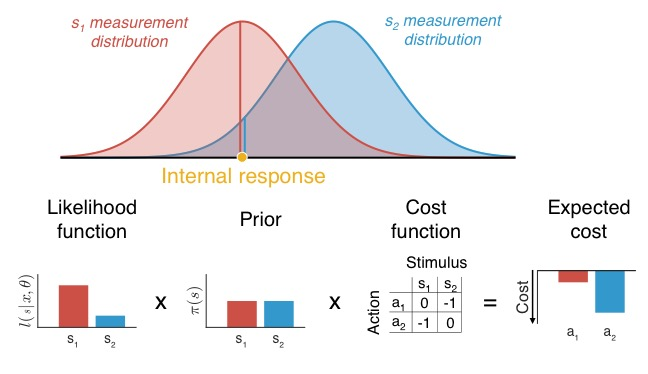 s1 measurement
distribution
s2 measurement
distribution
Internal response
Likelihood
function
Prior
Cost
function
Expected
cost
l(s|x, θ)
s1 s2
x
π(s)
s1 s2
x
Stimulus
Action
s1 s2
a1 0 -1
a2 -1 0
=
Cost
a1 a2